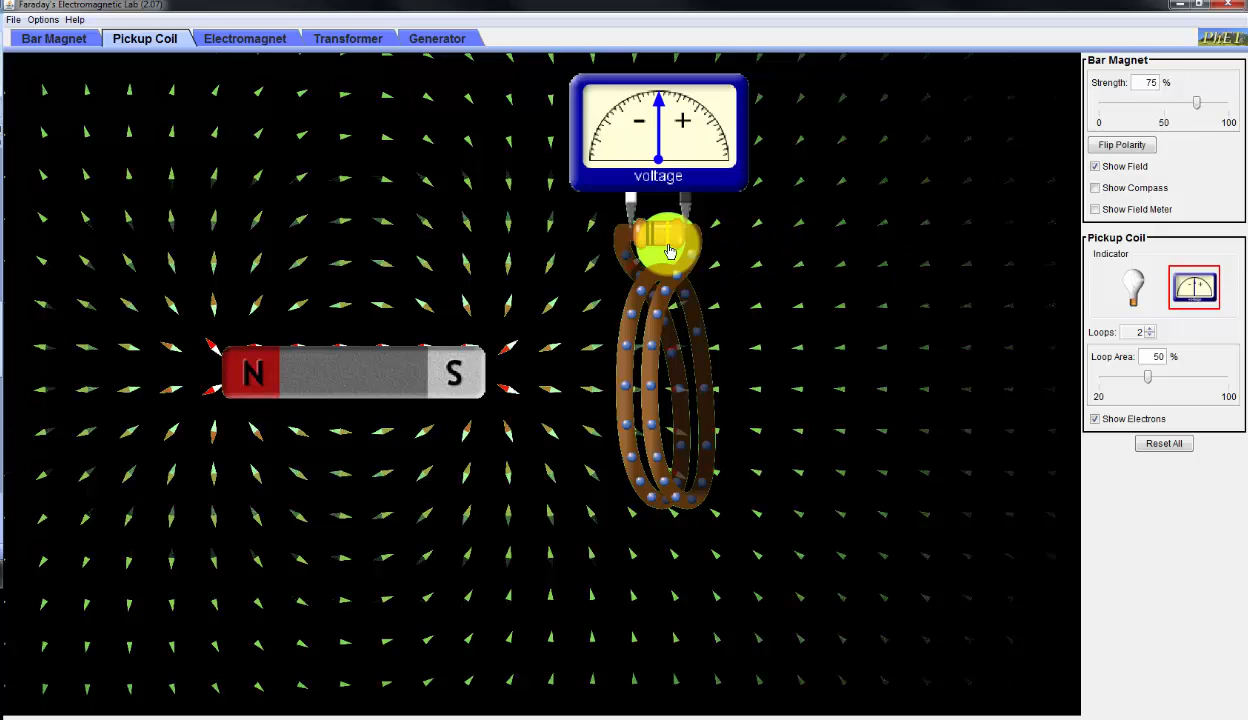 Faraday's Electromagnetic Lab (2.07)
File Options Help
Bar Magnet Pickup Coil Electromagnet Transformer Generator
PhET
- +
voltage
N S
Bar Magnet
Strength: 75 %
0 50 100
Flip Polarity
Show Field
Show Compass
Show Field Meter
Pickup Coil
Indicator
Loops: 2
Loop Area: 50 %
20 100
Show Electrons
Reset All